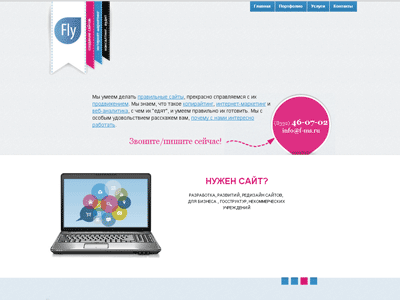 Главная Портфолио Услуги Контакты
Fly
Мы умеем делать правильные сайты, прекрасно справляемся с их
продвижением. Мы знаем, что такое копирайтинг, интернет-маркетинг и
веб-аналитика, с чем их "едят", и умеем правильно их готовить. Мы с
особым удовольствием расскажем вам, почему с нами интересно
работать.
46-07-02
info@f-ma.ru
Звоните/пишите сейчас!
НУЖЕН САЙТ?
РАЗРАБОТКА, РАЗВИТИЙ, РЕДИЗАЙН САЙТОВ,
ДЛЯ БИЗНЕСА , ГОССТРУКТУР, НЕКОММЕРЧЕСКИХ
УЧРЕЖДЕНИЙ